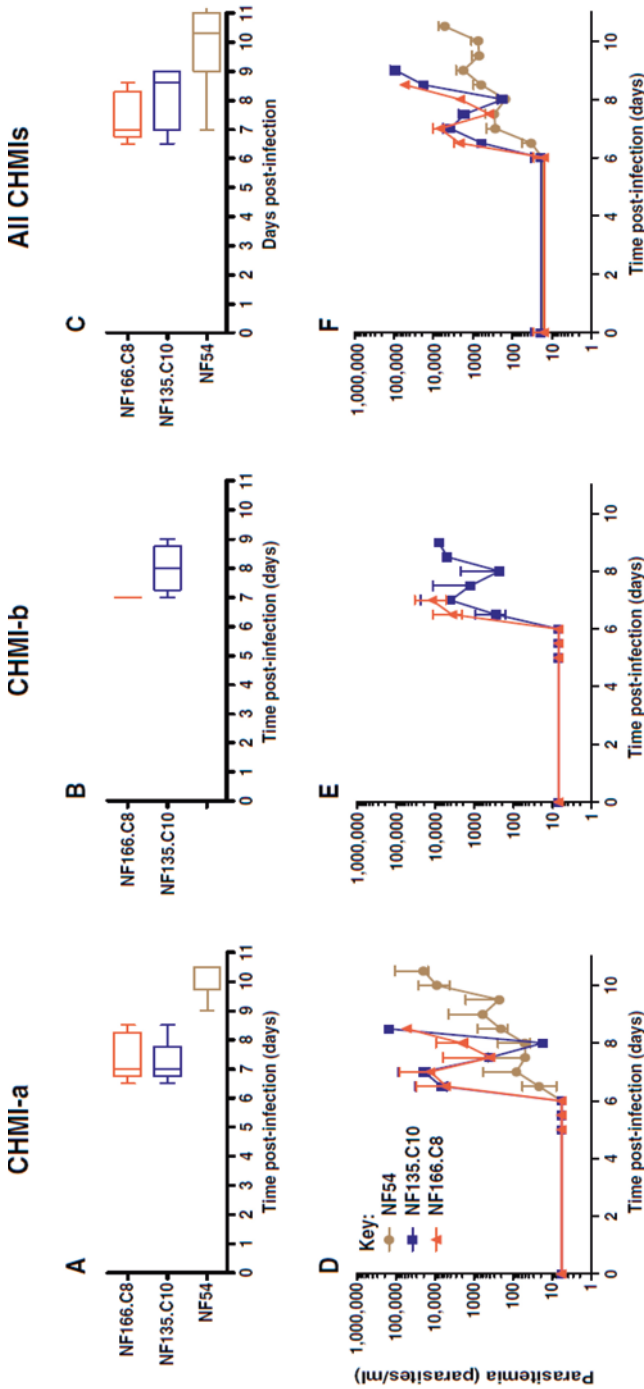 CHMI-a
CHMI-b
All CHMIs
A
NF166.C8
NF135.C10
NF54
0 1 2 3 4 5 6 7 8 9 10 11
Time post-infection (days)
B
NF166.C8
NF135.C10
0 1 2 3 4 5 6 7 8 9 10 11
Time post-infection (days)
C
NF166.C8
NF135.C10
NF54
0 1 2 3 4 5 6 7 8 9 10 11
Days post-infection
D
Parasitemia (parasites/ml)
1,000,000
100,000
10,000
1,000
100
10
1
Key:
NF54
NF135.C10
NF166.C8
0 2 4 6 8 10
Time post-infection (days)
E
1,000,000
100,000
10,000
1,000
100
10
1
0 2 4 6 8 10
Time post-infection (days)
F
1,000,000
100,000
10,000
1,000
100
10
1
0 2 4 6 8 10
Time post-infection (days)